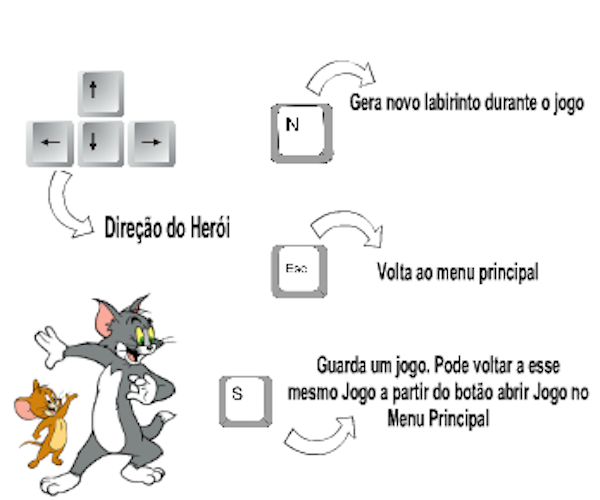 ↑
← ↓ →
Direção do Herói
N
Gera novo labirinto durante o jogo
Esc
Volta ao menu principal
S
Guarda um jogo. Pode voltar a esse
mesmo Jogo a partir do botão abrir Jogo no
Menu Principal